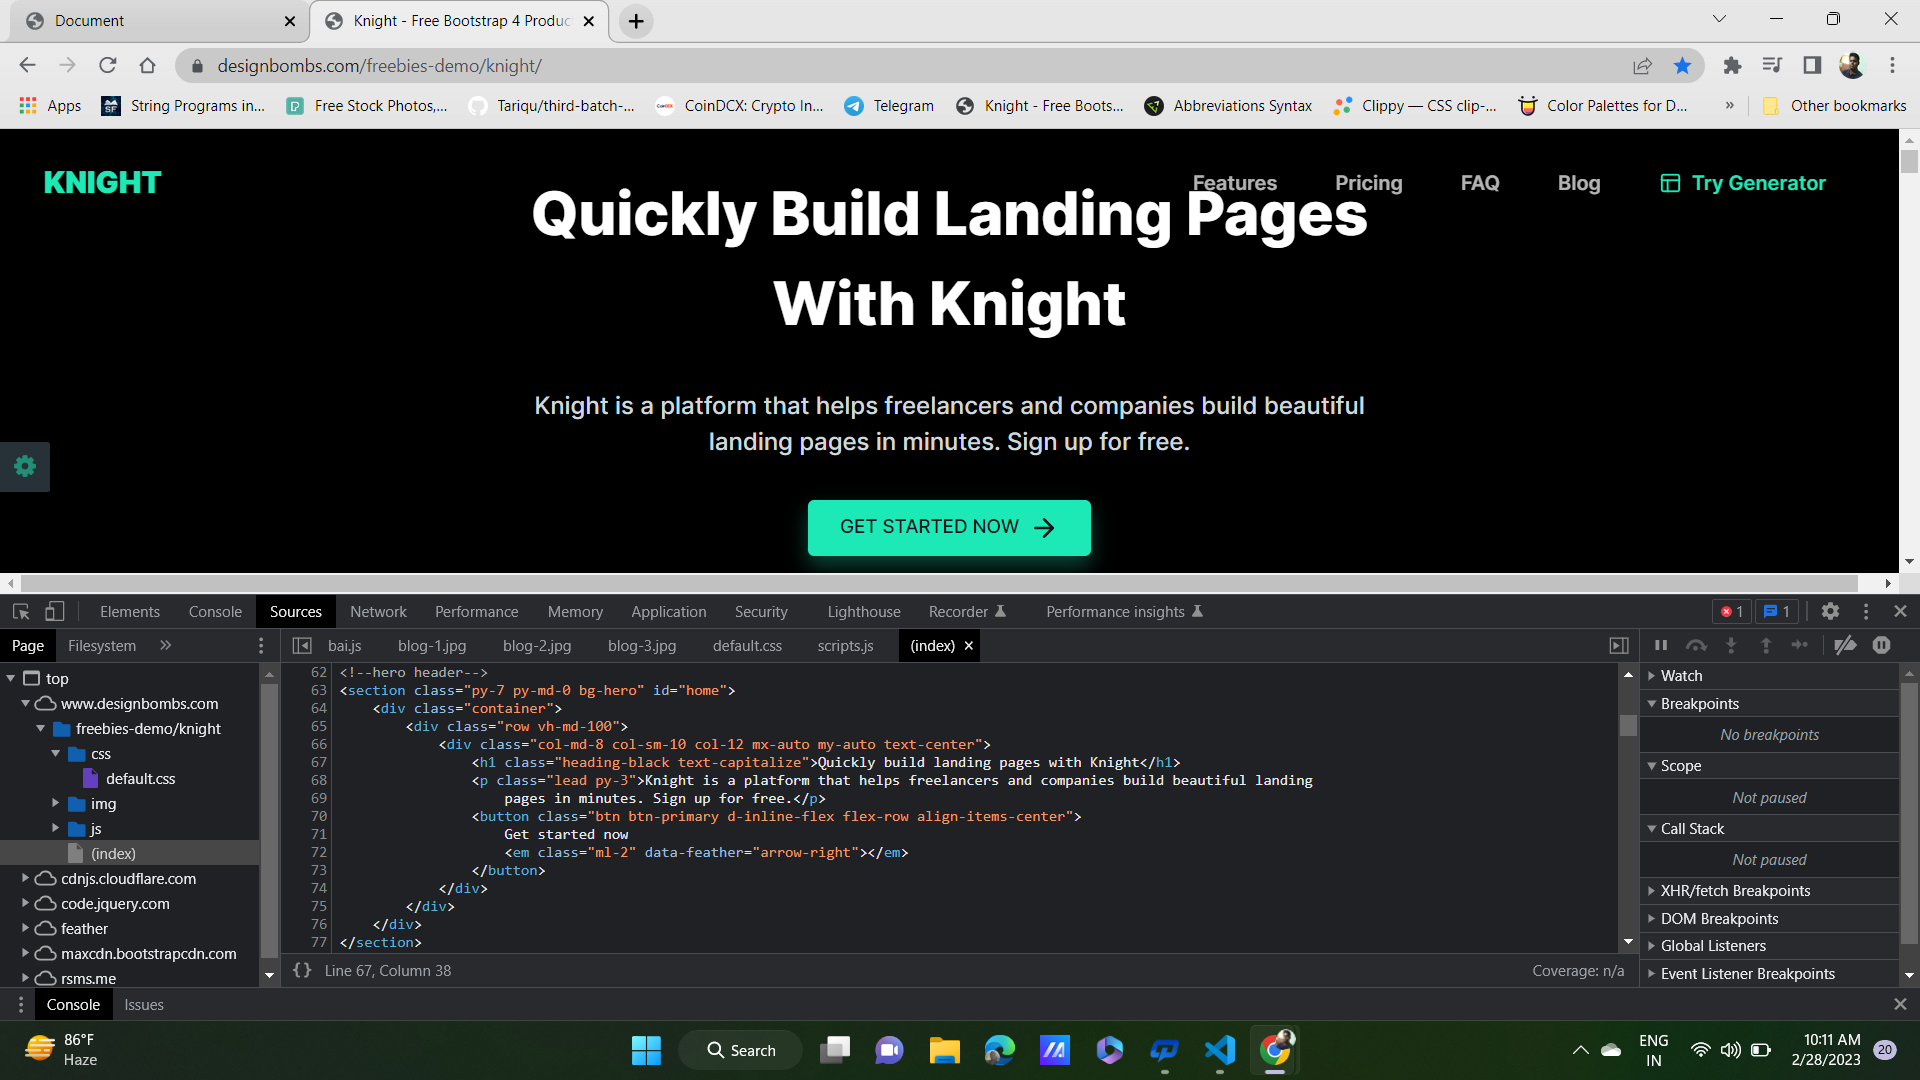 Document
Knight - Free Bootstrap 4 Produc
designbombs.com/freebies-demo/knight/
Apps
String Programs in...
Free Stock Photos,...
Tariqu/third-batch-...
CoinDCX: Crypto In...
Telegram
Knight - Free Boots...
Abbreviations Syntax
Clippy — CSS clip-...
Color Palettes for D...
»
Other bookmarks
KNIGHT
Features
Pricing
FAQ
Blog
Try Generator
Quickly Build Landing Pages
With Knight
Knight is a platform that helps freelancers and companies build beautiful
landing pages in minutes. Sign up for free.
GET STARTED NOW
Elements
Console
Sources
Network
Performance
Memory
Application
Security
Lighthouse
Recorder
Performance insights
1
1
Page
Filesystem
bai.js
blog-1.jpg
blog-2.jpg
blog-3.jpg
default.css
scripts.js
(index)
top
www.designbombs.com
freebies-demo/knight
css
default.css
img
js
(index)
cdnjs.cloudflare.com
code.jquery.com
feather
maxcdn.bootstrapcdn.com
rsms.me
62 <!--hero header-->
63 <section class="py-7 py-md-0 bg-hero" id="home">
64 <div class="container">
65 <div class="row vh-md-100">
66 <div class="col-md-8 col-sm-10 col-12 mx-auto my-auto text-center">
67 <h1 class="heading-black text-capitalize">Quickly build landing pages with Knight</h1>
68 <p class="lead py-3">Knight is a platform that helps freelancers and companies build beautiful landing
69 pages in minutes. Sign up for free.</p>
70 <button class="btn btn-primary d-inline-flex flex-row align-items-center">
71 Get started now
72 <em class="ml-2" data-feather="arrow-right"></em>
73 </button>
74 </div>
75 </div>
76 </div>
77 </section>
{} Line 67, Column 38
Coverage: n/a
Watch
Breakpoints
No breakpoints
Scope
Not paused
Call Stack
Not paused
XHR/fetch Breakpoints
DOM Breakpoints
Global Listeners
Event Listener Breakpoints
Console
Issues
86°F
Haze
Search
ENG
IN
10:11 AM
2/28/2023
20